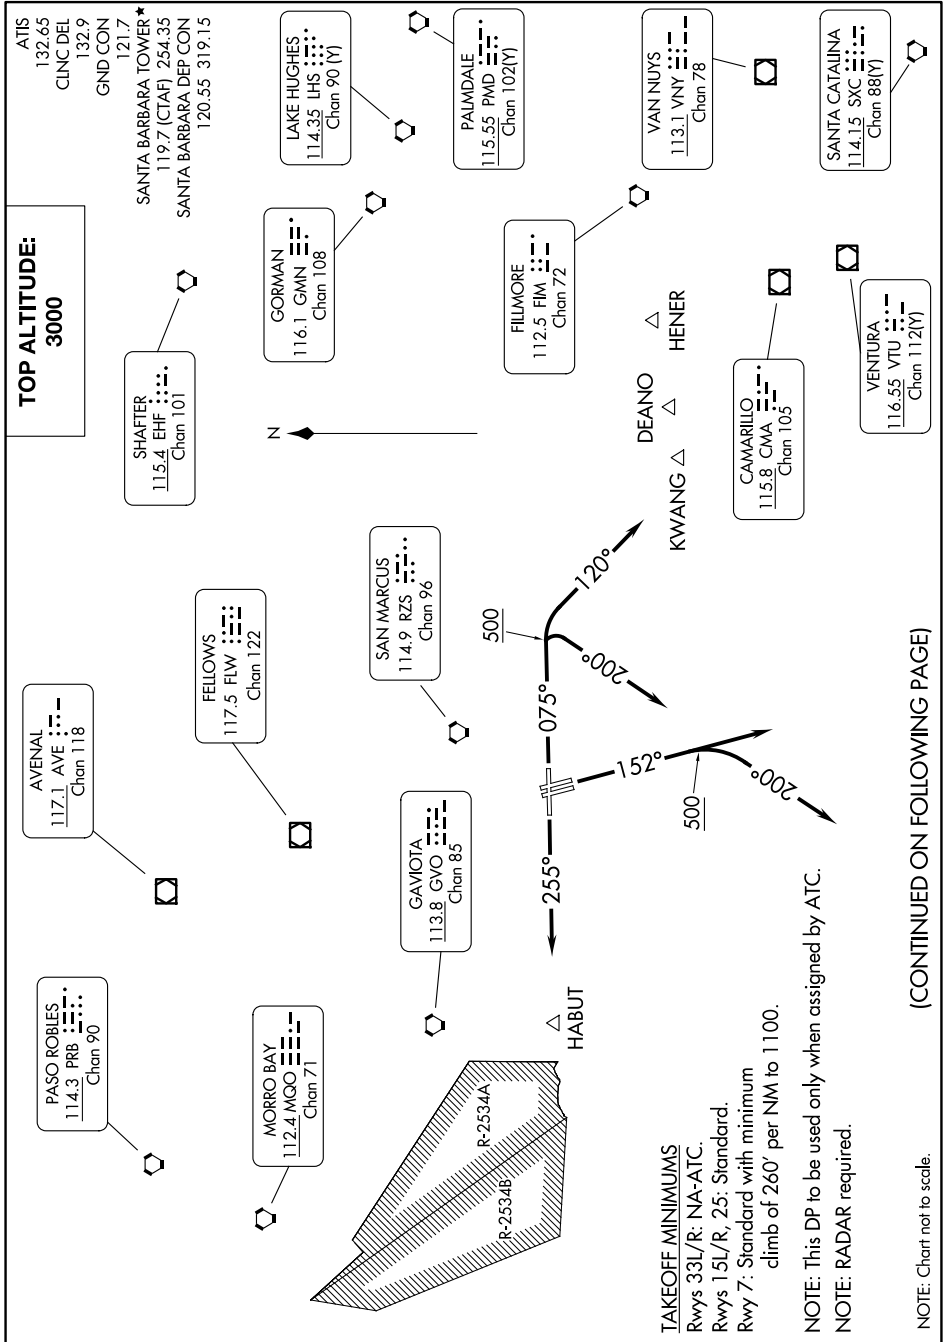 ATIS
132.65
CLNC DEL
132.9
GND CON
121.7
SANTA BARBARA TOWER★
119.7 (CTAF) 254.35
SANTA BARBARA DEP CON
120.55 319.15
TOP ALTITUDE:
3000
LAKE HUGHES
114.35 LHS
Chan 90 (Y)
PALMDALE
115.55 PMD
Chan 102(Y)
VAN NUYS
113.1 VNY
Chan 78
SANTA CATALINA
114.15 SXC
Chan 88(Y)
GORMAN
116.1 GMN
Chan 108
FILLMORE
112.5 FIM
Chan 72
SHAFTER
115.4 EHF
Chan 101
N
HENER
DEANO
KWANG
CAMARILLO
115.8 CMA
Chan 105
VENTURA
116.55 VTU
Chan 112(Y)
AVENAL
117.1 AVE
Chan 118
FELLOWS
117.5 FLW
Chan 122
SAN MARCUS
114.9 RZS
Chan 96
500
120°
200°
075°
152°
500
200°
255°
GAVIOTA
113.8 GVO
Chan 85
PASO ROBLES
114.3 PRB
Chan 90
MORRO BAY
112.4 MQO
Chan 71
HABUT
R-2534A
R-2534B
TAKEOFF MINIMUMS
Rwys 33L/R: NA-ATC.
Rwys 15L/R, 25: Standard.
Rwy 7: Standard with minimum
climb of 260' per NM to 1100.
NOTE: This DP to be used only when assigned by ATC.
NOTE: RADAR required.
(CONTINUED ON FOLLOWING PAGE)
NOTE: Chart not to scale.